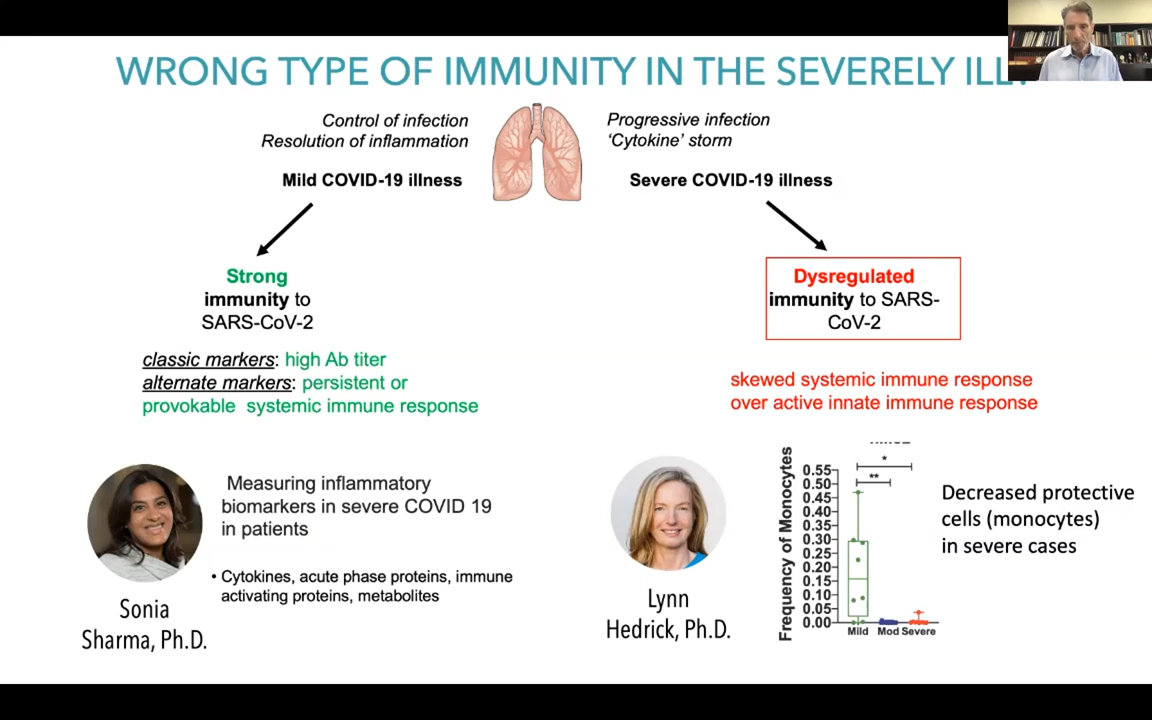 WRONG TYPE OF IMMUNITY IN THE SEVERELY ILL
Control of infection
Resolution of inflammation
Mild COVID-19 illness
Progressive infection
‘Cytokine’ storm
Severe COVID-19 illness
Strong
immunity to
SARS-CoV-2
classic markers: high Ab titer
alternate markers: persistent or
provokable systemic immune response
Dysregulated
immunity to SARS-
CoV-2
skewed systemic immune response
over active innate immune response
Measuring inflammatory
biomarkers in severe COVID 19
in patients
• Cytokines, acute phase proteins, immune
activating proteins, metabolites
Sonia
Sharma, Ph.D.
Lynn
Hedrick, Ph.D.
Frequency of Monocytes
*
**
0.55
0.50
0.45
0.40
0.35
0.30
0.25
0.20
0.15
0.10
0.05
0.00
Mild Mod Severe
Decreased protective
cells (monocytes)
in severe cases